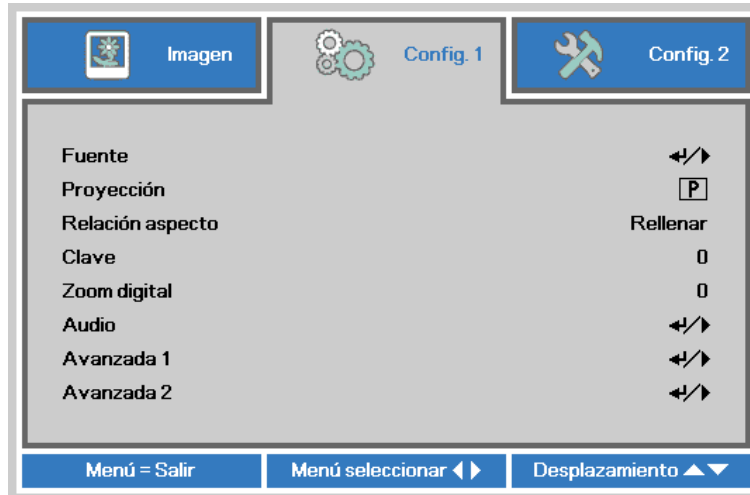 Imagen
Config. 1
Config. 2
Fuente
Proyección P
Relación aspecto Rellenar
Clave 0
Zoom digital 0
Audio
Avanzada 1
Avanzada 2
Menú = Salir
Menú seleccionar
Desplazamiento